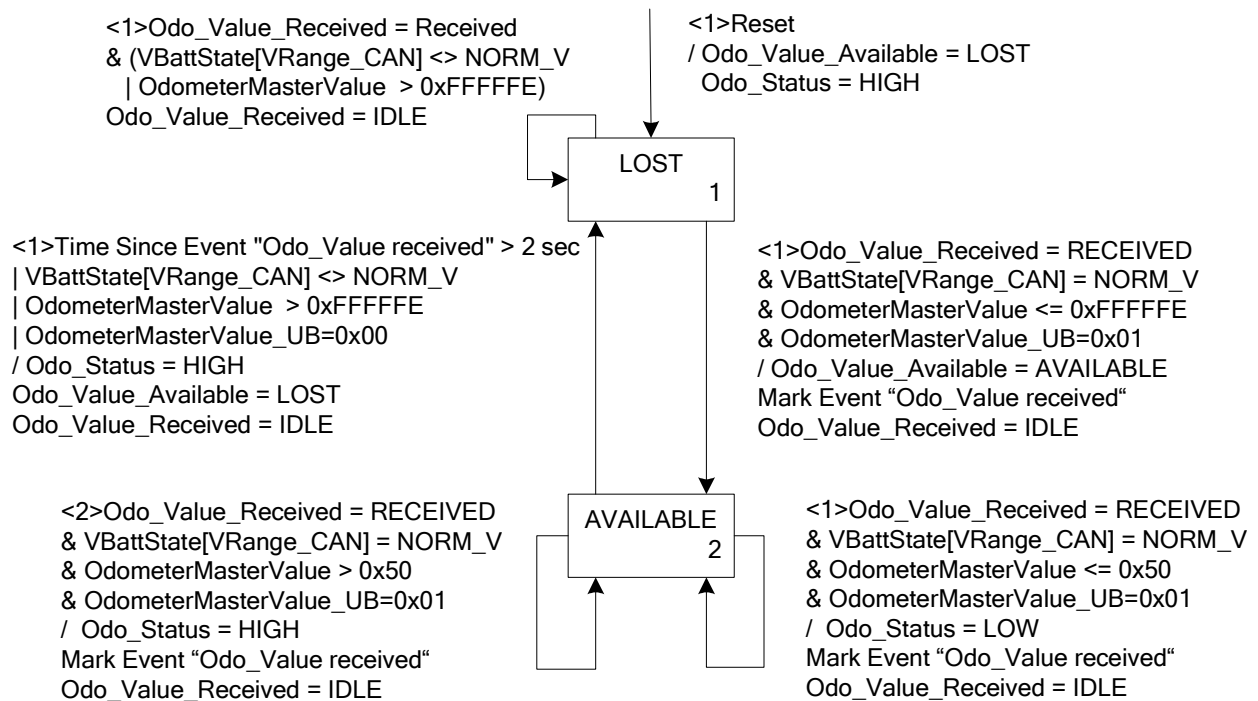 <1>Odo_Value_Received = Received
& (VBattState[VRange_CAN] <> NORM_V
| OdometerMasterValue > 0xFFFFFE)
Odo_Value_Received = IDLE
<1>Reset
/ Odo_Value_Available = LOST
Odo_Status = HIGH
LOST
1
<1>Time Since Event "Odo_Value received" > 2 sec
| VBattState[VRange_CAN] <> NORM_V
| OdometerMasterValue > 0xFFFFFE
| OdometerMasterValue_UB=0x00
/ Odo_Status = HIGH
Odo_Value_Available = LOST
Odo_Value_Received = IDLE
<1>Odo_Value_Received = RECEIVED
& VBattState[VRange_CAN] = NORM_V
& OdometerMasterValue <= 0xFFFFFE
& OdometerMasterValue_UB=0x01
/ Odo_Value_Available = AVAILABLE
Mark Event “Odo_Value received“
Odo_Value_Received = IDLE
<2>Odo_Value_Received = RECEIVED
& VBattState[VRange_CAN] = NORM_V
& OdometerMasterValue > 0x50
& OdometerMasterValue_UB=0x01
/ Odo_Status = HIGH
Mark Event “Odo_Value received“
Odo_Value_Received = IDLE
AVAILABLE
2
<1>Odo_Value_Received = RECEIVED
& VBattState[VRange_CAN] = NORM_V
& OdometerMasterValue <= 0x50
& OdometerMasterValue_UB=0x01
/ Odo_Status = LOW
Mark Event “Odo_Value received“
Odo_Value_Received = IDLE